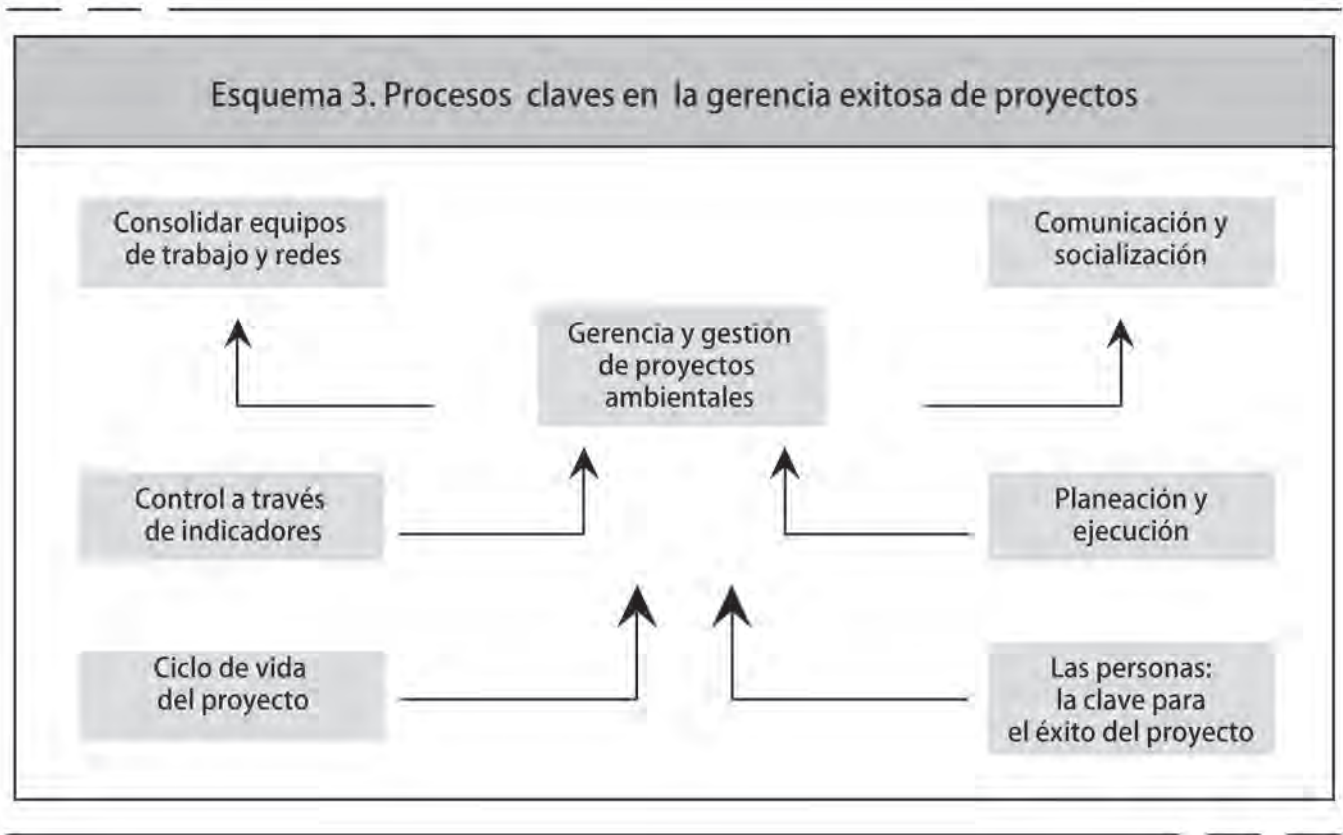 Esquema 3. Procesos claves en la gerencia exitosa de proyectos
Consolidar equipos
de trabajo y redes
Comunicación y
socialización
Gerencia y gestión
de proyectos
ambientales
Control a través
de indicadores
Planeación y
ejecución
Ciclo de vida
del proyecto
Las personas:
la clave para
el éxito del proyecto